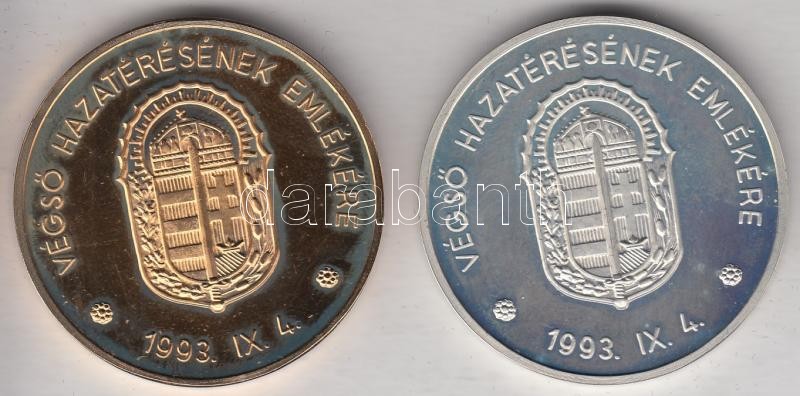 VÉGSŐ HAZATÉRÉSÉNEK EMLÉKÉRE
1993. IX. 4.
VÉGSŐ HAZATÉRÉSÉNEK EMLÉKÉRE
1993. IX. 4.
darabanth